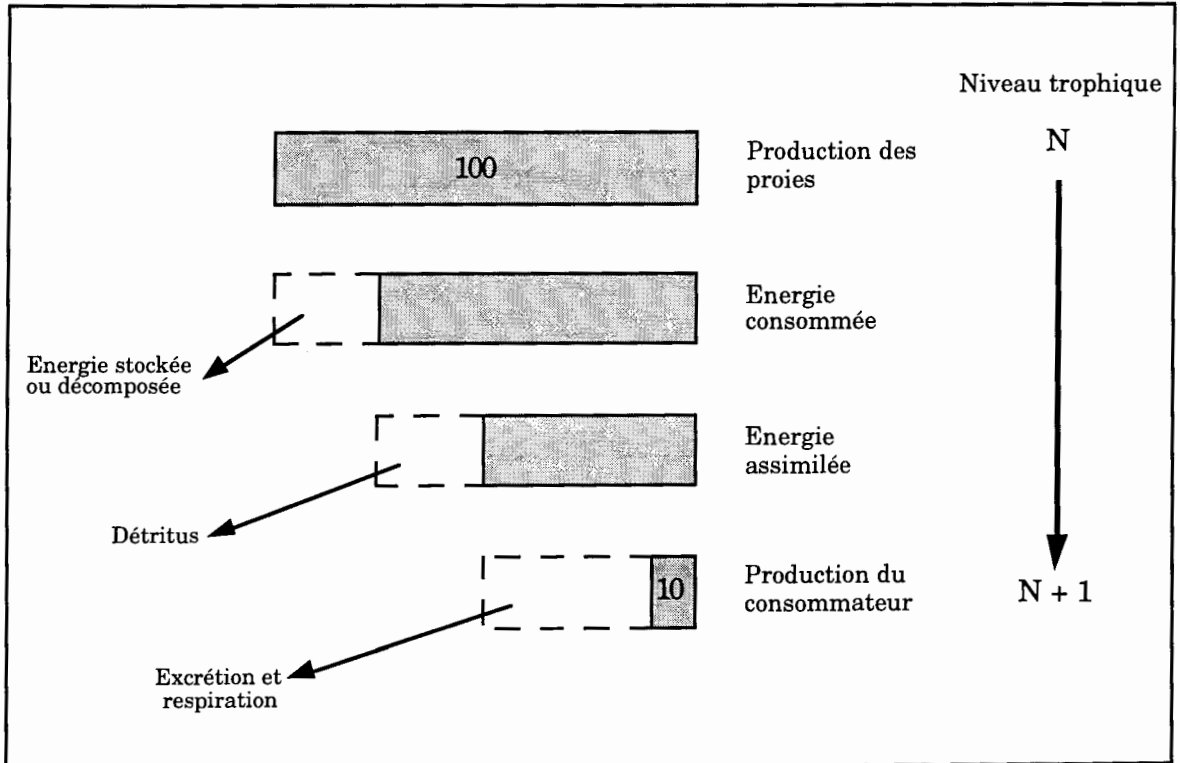 Niveau trophique
N
100
Production des
proies
Energie
consommée
Energie stockée
ou décomposée
Energie
assimilée
Détritus
10
Production du
consommateur
N + 1
Excrétion et
respiration